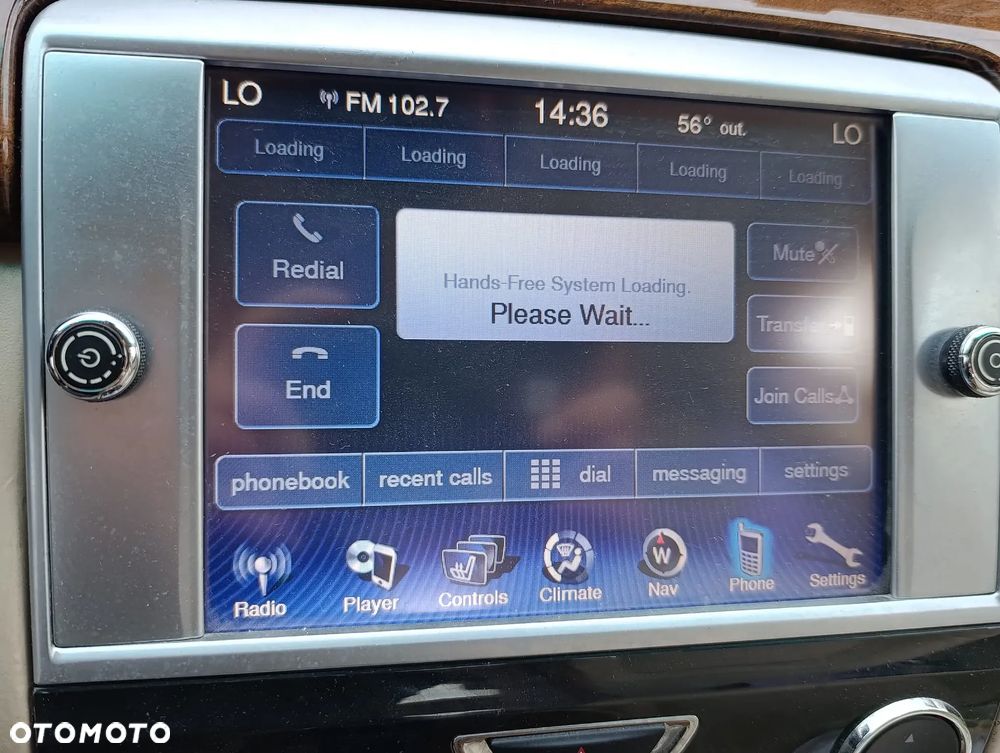 LO FM 102.7 14:36 56° out. LO
Loading Loading Loading Loading Loading
Redial
Mute
Hands-Free System Loading.
Please Wait...
Transfer
End
Join Calls
phonebook recent calls dial messaging settings
W
Radio Player Controls Climate Nav Phone Settings
OTOMOTO